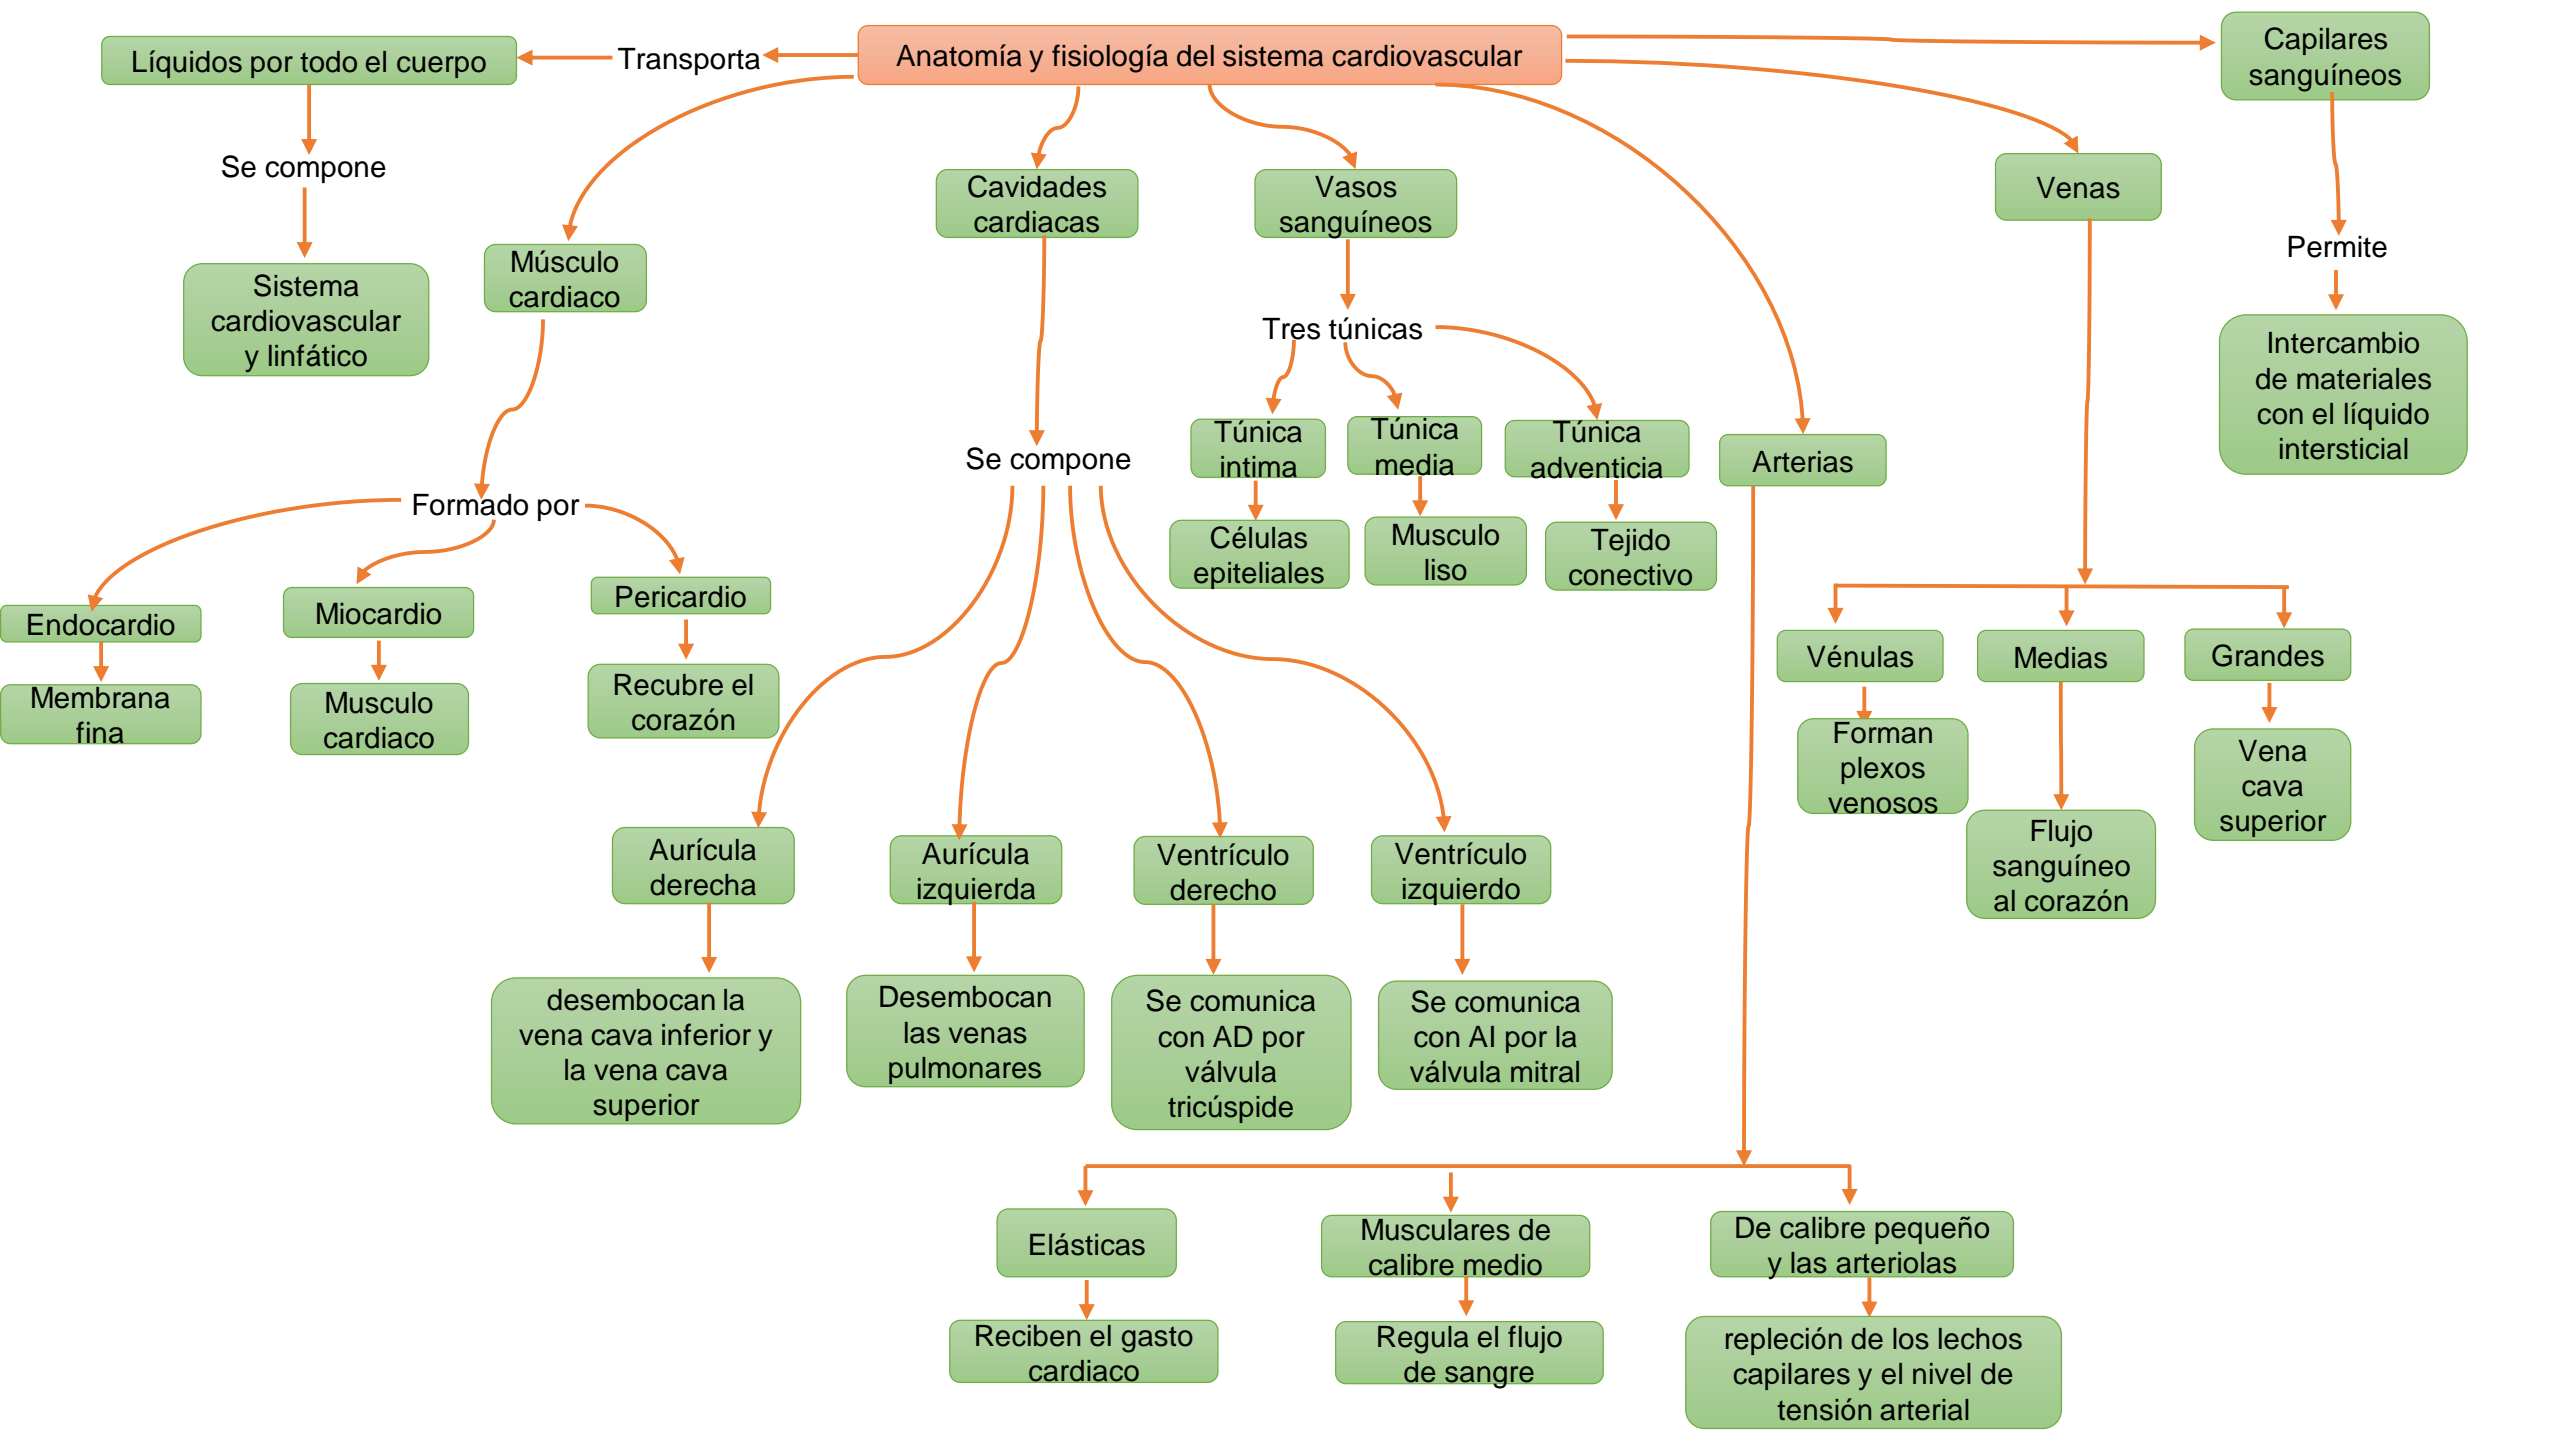 Anatomía y fisiología del sistema cardiovascular
Transporta
Líquidos por todo el cuerpo
Se compone
Sistema
cardiovascular
y linfático
Músculo
cardiaco
Formado por
Endocardio
Membrana
fina
Miocardio
Musculo
cardiaco
Pericardio
Recubre el
corazón
Cavidades
cardiacas
Se compone
Aurícula
derecha
desembocan la
vena cava inferior y
la vena cava
superior
Aurícula
izquierda
Desembocan
las venas
pulmonares
Ventrículo
derecho
Se comunica
con AD por
válvula
tricúspide
Ventrículo
izquierdo
Se comunica
con AI por la
válvula mitral
Vasos
sanguíneos
Tres túnicas
Túnica
intima
Células
epiteliales
Túnica
media
Musculo
liso
Túnica
adventicia
Tejido
conectivo
Arterias
Elásticas
Reciben el gasto
cardiaco
Musculares de
calibre medio
Regula el flujo
de sangre
De calibre pequeño
y las arteriolas
repleción de los lechos
capilares y el nivel de
tensión arterial
Venas
Vénulas
Forman
plexos
venosos
Medias
Flujo
sanguíneo
al corazón
Grandes
Vena
cava
superior
Capilares
sanguíneos
Permite
Intercambio
de materiales
con el líquido
intersticial